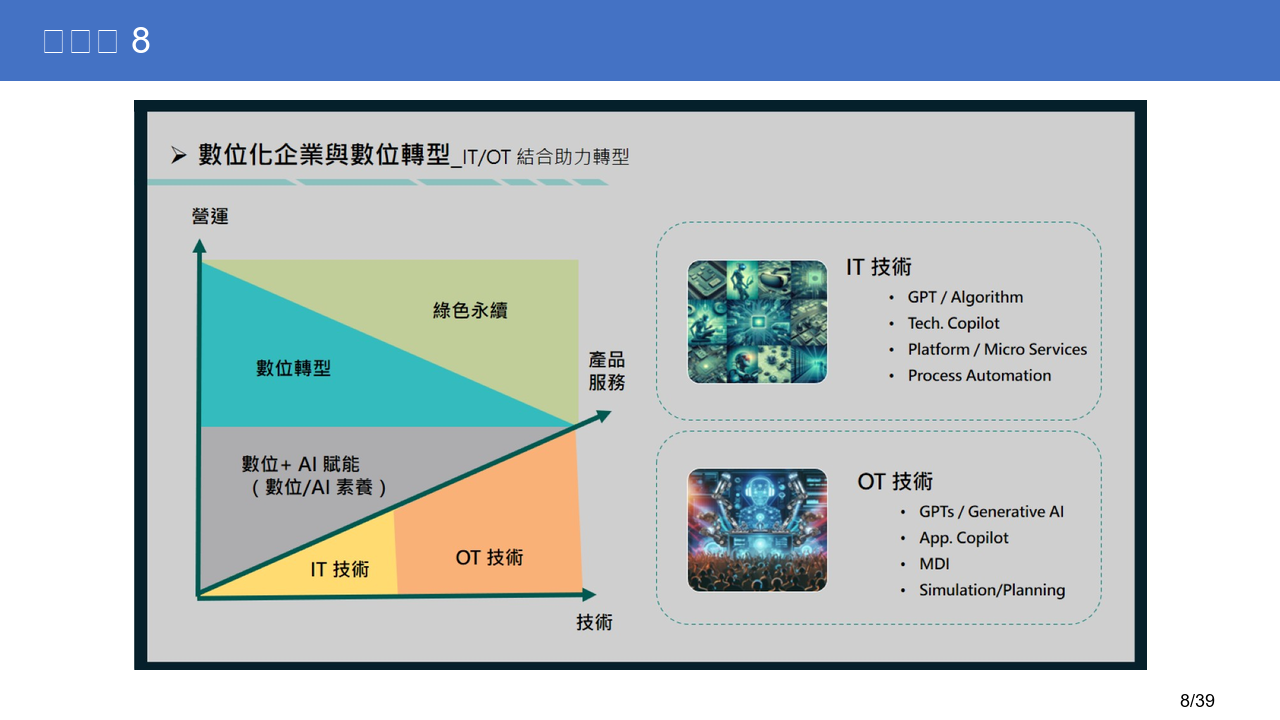 8
➢ 數位化企業與數位轉型_IT/OT 結合助力轉型
營運
綠色永續
數位轉型
產品
服務
數位+ AI 賦能
( 數位/AI 素養 )
IT 技術
OT 技術
技術
IT 技術
• GPT / Algorithm
• Tech. Copilot
• Platform / Micro Services
• Process Automation
OT 技術
• GPTs / Generative AI
• App. Copilot
• MDI
• Simulation/Planning
8/39